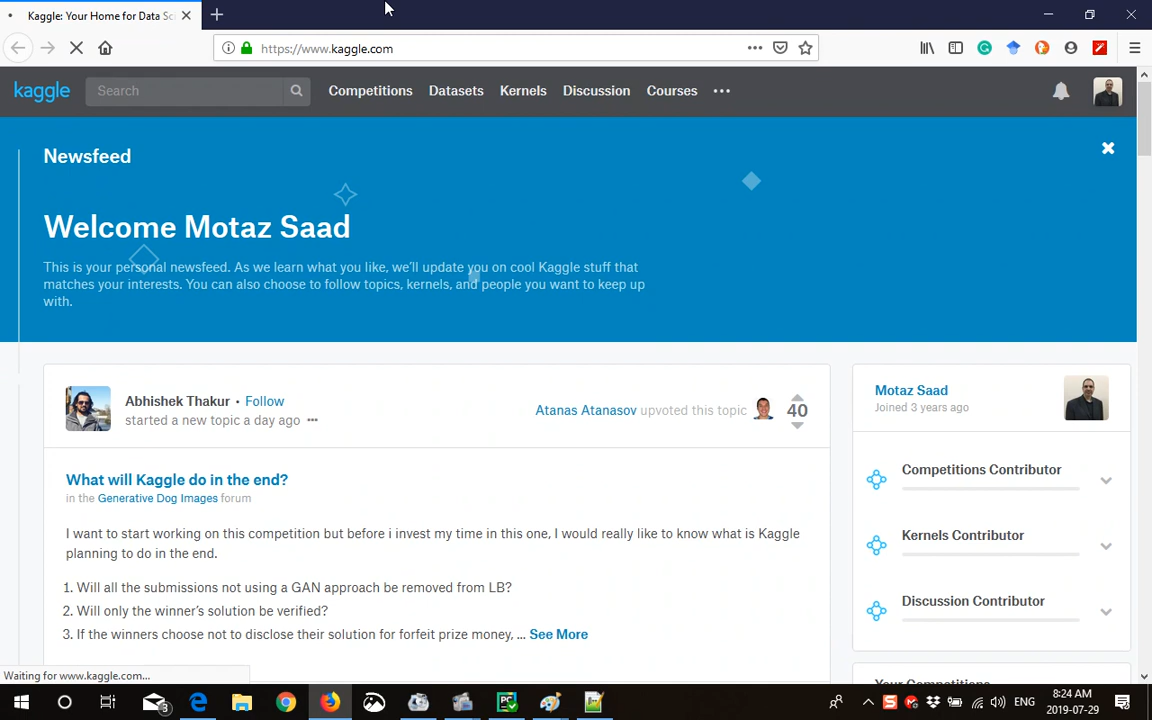 Kaggle: Your Home for Data Sci
https://www.kaggle.com
kaggle Search Competitions Datasets Kernels Discussion Courses •••
Newsfeed
Welcome Motaz Saad
This is your personal newsfeed. As we learn what you like, we'll update you on cool Kaggle stuff that
matches your interests. You can also choose to follow topics, kernels, and people you want to keep up
with.
Abhishek Thakur • Follow
started a new topic a day ago •••
Atanas Atanasov upvoted this topic 40
What will Kaggle do in the end?
in the Generative Dog Images forum
I want to start working on this competition but before i invest my time in this one, I would really like to know what is Kaggle
planning to do in the end.
1. Will all the submissions not using a GAN approach be removed from LB?
2. Will only the winner's solution be verified?
3. If the winners choose not to disclose their solution for forfeit prize money, ... See More
Motaz Saad
Joined 3 years ago
Competitions Contributor
Kernels Contributor
Discussion Contributor
Your Competitions
Waiting for www.kaggle.com...
3
PC
ENG
8:24 AM
2019-07-29